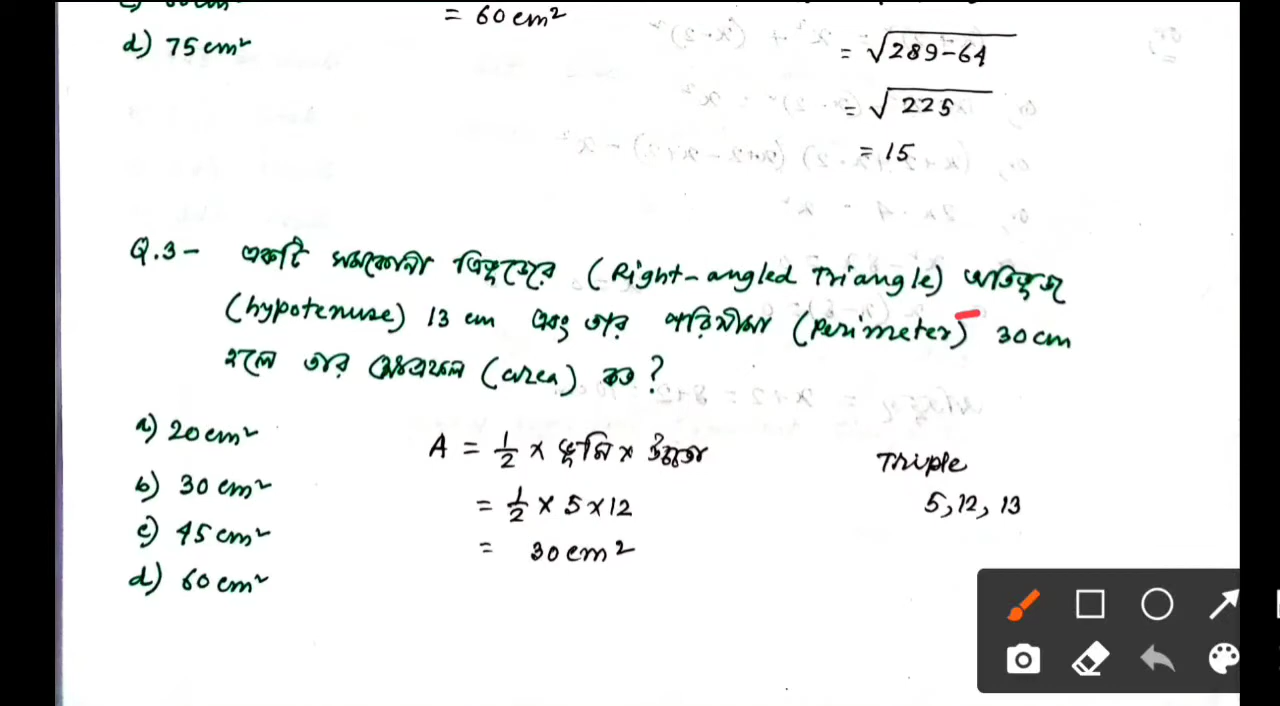 = 60 cm²
d) 75 cm²
= √289-64
= √225
= 15
Q.3- একটি সমকোণী ত্রিভুজের (Right-angled Triangle) অতিভুজ
(hypotenuse) 13 cm এবং তার পরিসীমা (Perimeter) 30cm
হলে তার ক্ষেত্রফল (area) কত?
a) 20 cm²
b) 30 cm²
c) 45 cm²
d) 60 cm²
A = 1/2 × ভূমি × উচ্চতা
= 1/2 × 5 × 12
= 30 cm²
Triple
5, 12, 13